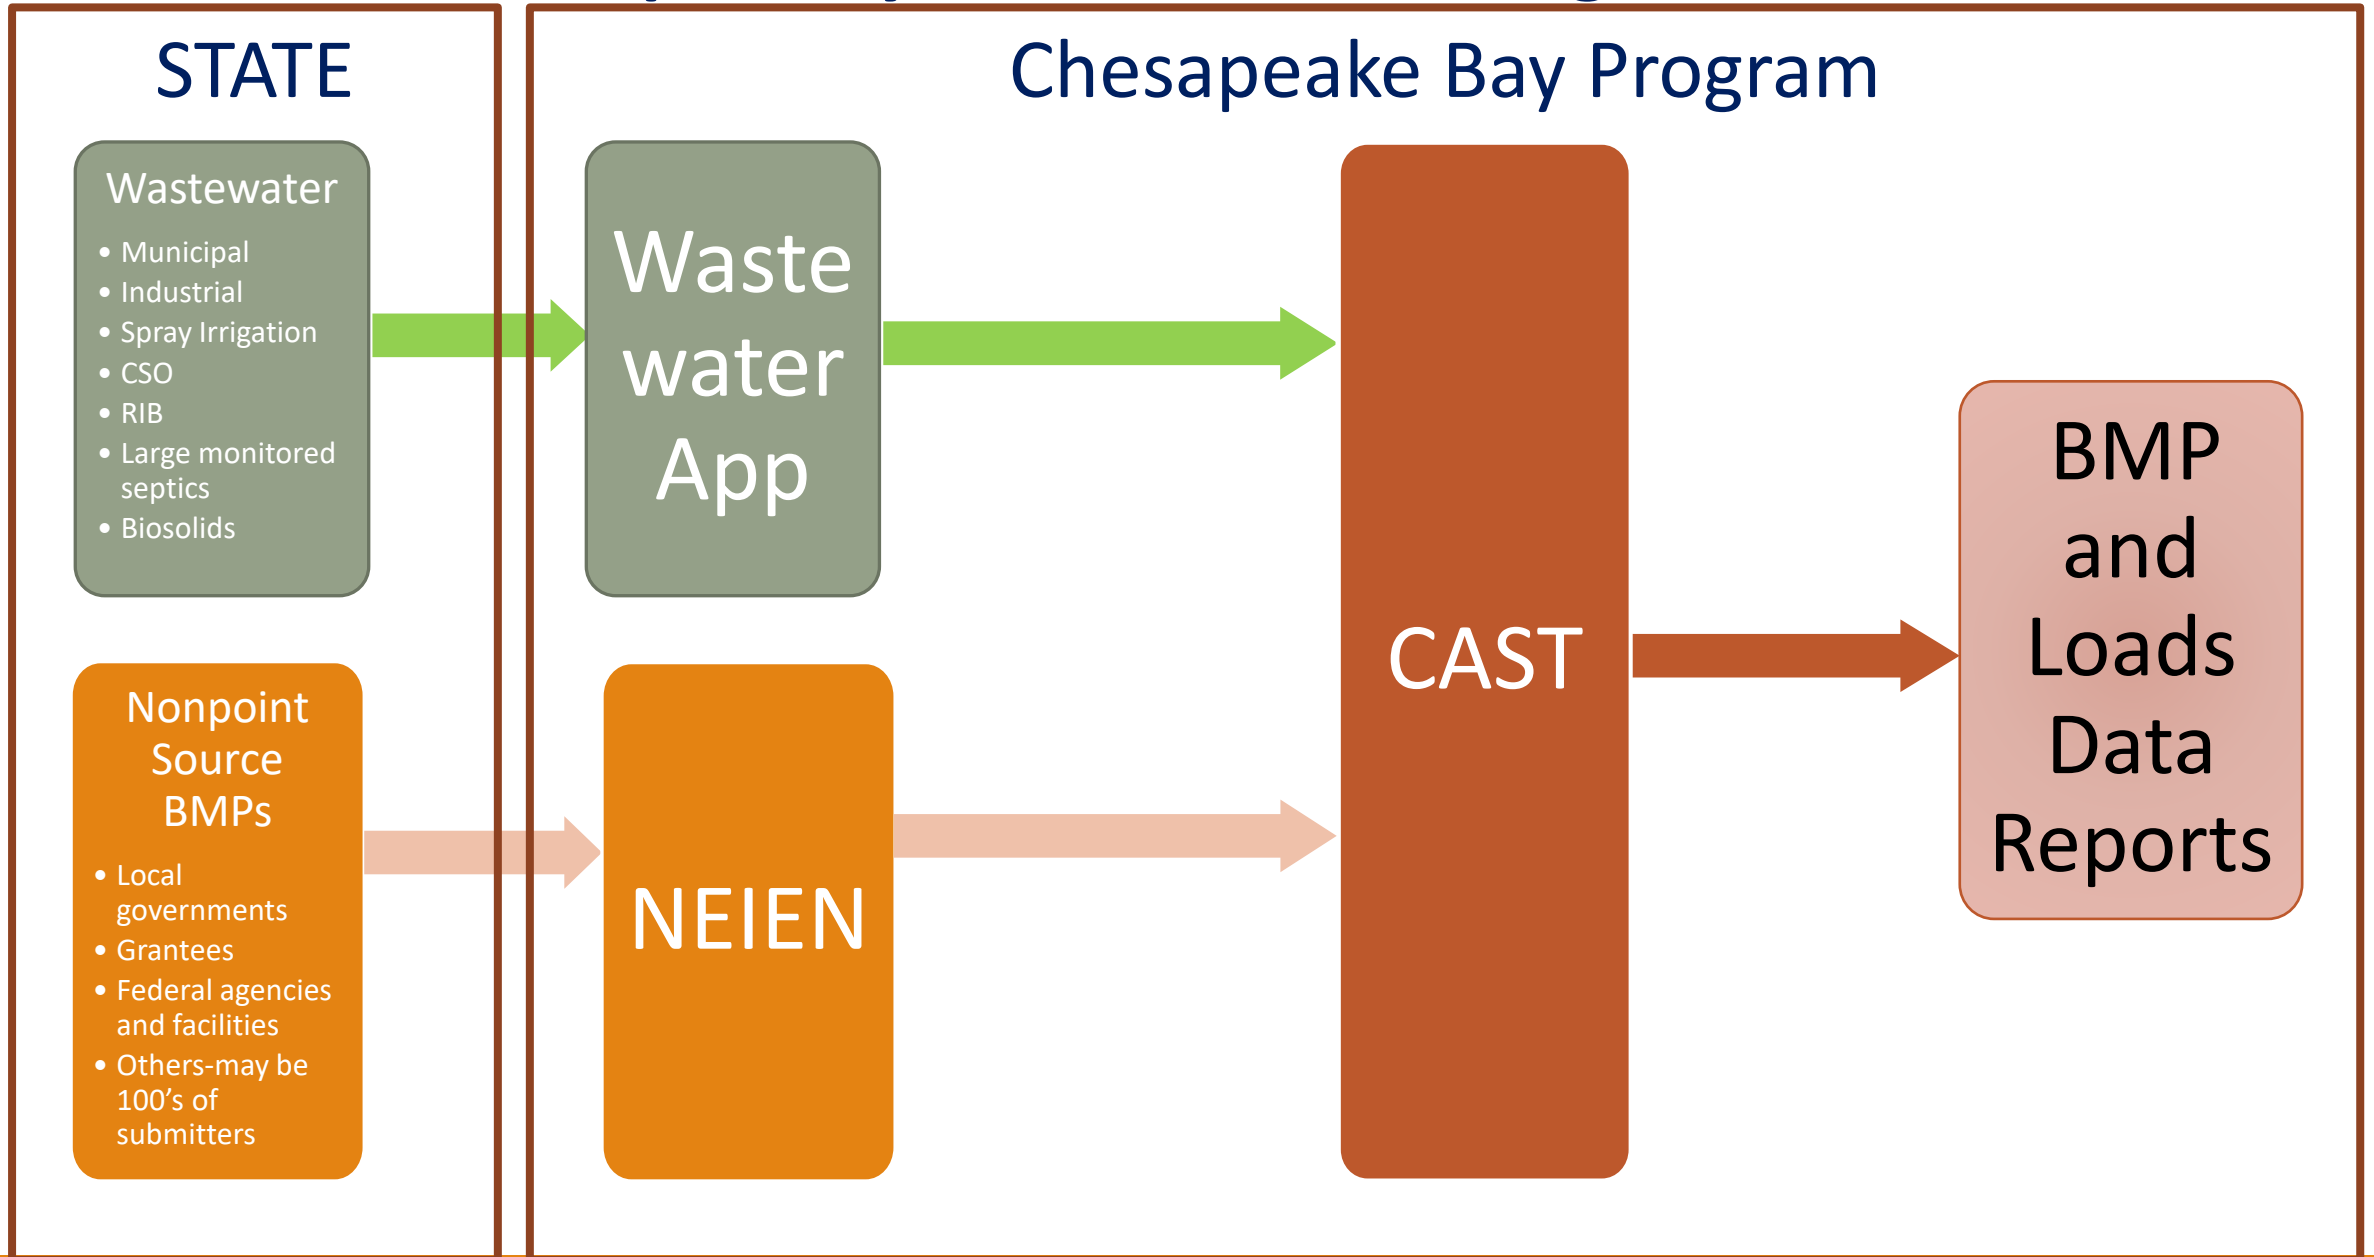 STATE
Chesapeake Bay Program
Wastewater
• Municipal
• Industrial
• Spray Irrigation
• CSO
• RIB
• Large monitored
septics
• Biosolids
Waste
water
App
Nonpoint
Source
BMPs
• Local
governments
• Grantees
• Federal agencies
and facilities
• Others-may be
100’s of
submitters
NEIEN
CAST
BMP
and
Loads
Data
Reports